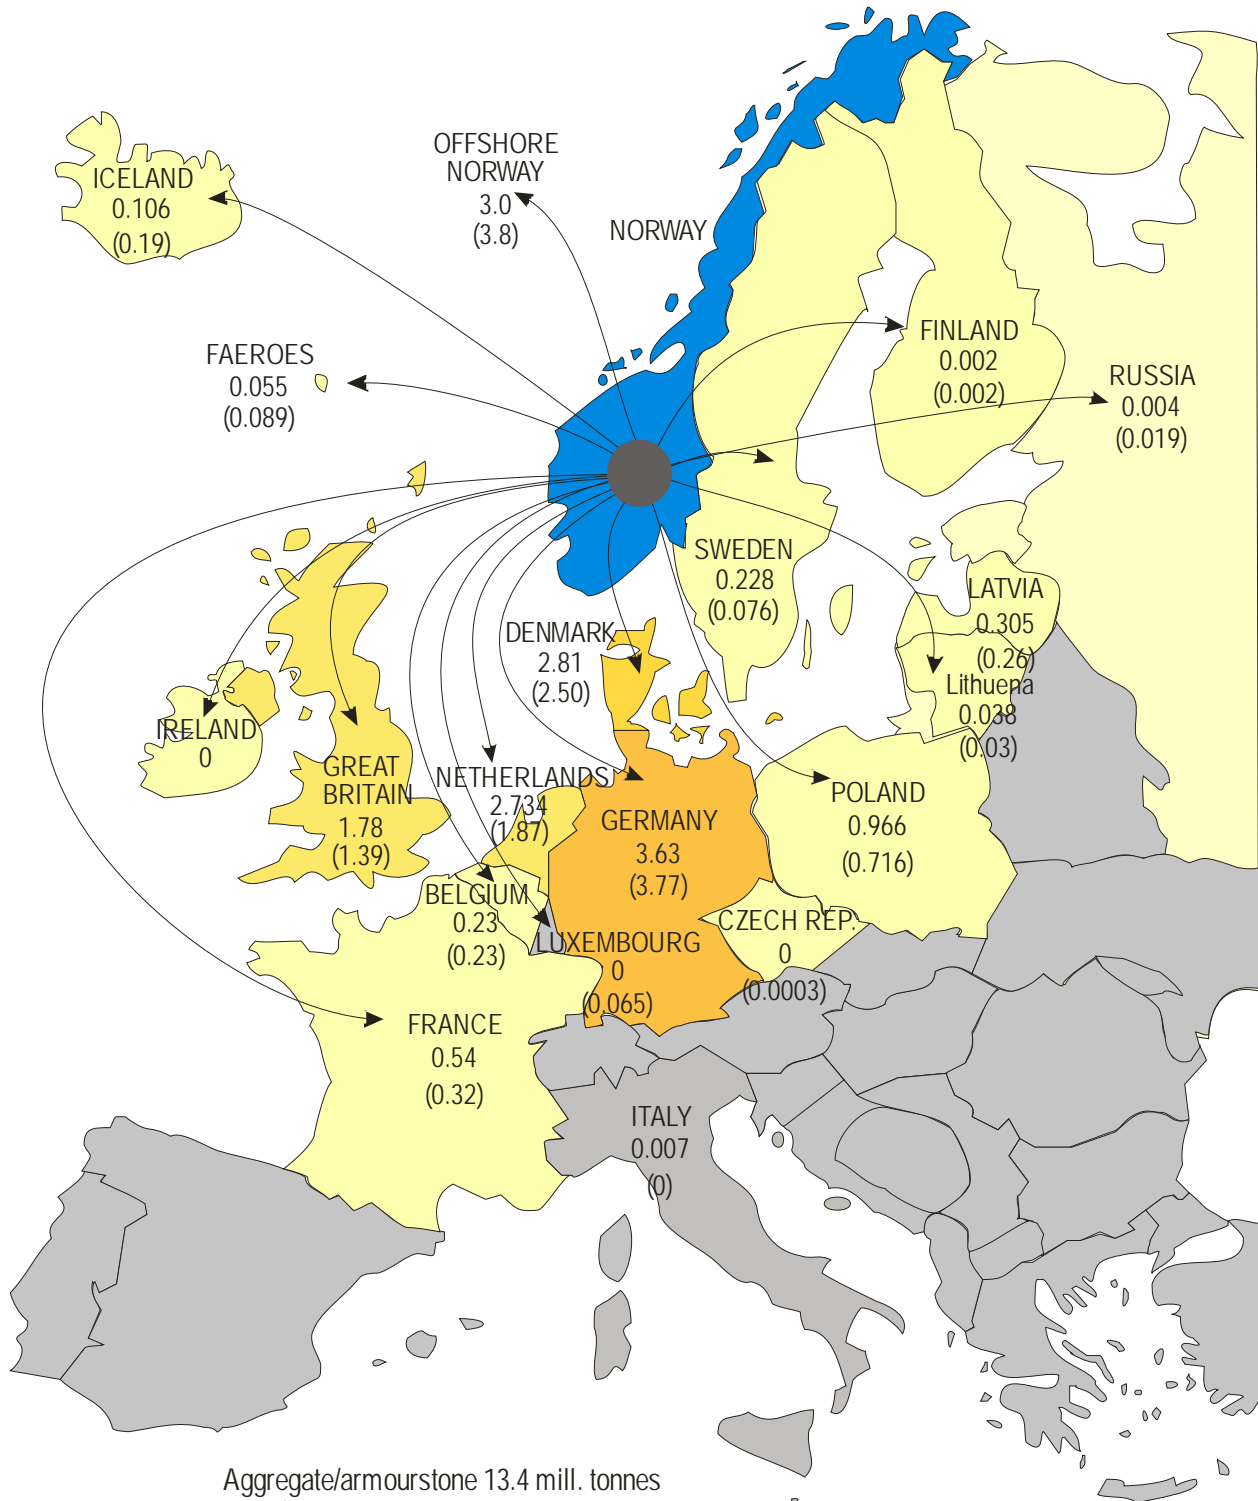 OFFSHORE
NORWAY
3.0
(3.8)
ICELAND
0.106
(0.19)
NORWAY
FINLAND
0.002
(0.002)
FAEROES
0.055
(0.089)
RUSSIA
0.004
(0.019)
SWEDEN
0.228
(0.076)
LATVIA
0.305
(0.26)
DENMARK
2.81
(2.50)
Lithuena
0.038
(0.03)
IRELAND
0
GREAT
BRITAIN
1.78
(1.39)
NETHERLANDS
2.734
(1.87)
GERMANY
3.63
(3.77)
POLAND
0.966
(0.716)
BELGIUM
0.23
(0.23)
CZECH REP.
0
(0.0003)
LUXEMBOURG
0
(0.065)
FRANCE
0.54
(0.32)
ITALY
0.007
(0)
Aggregate/armourstone 13.4 mill. tonnes